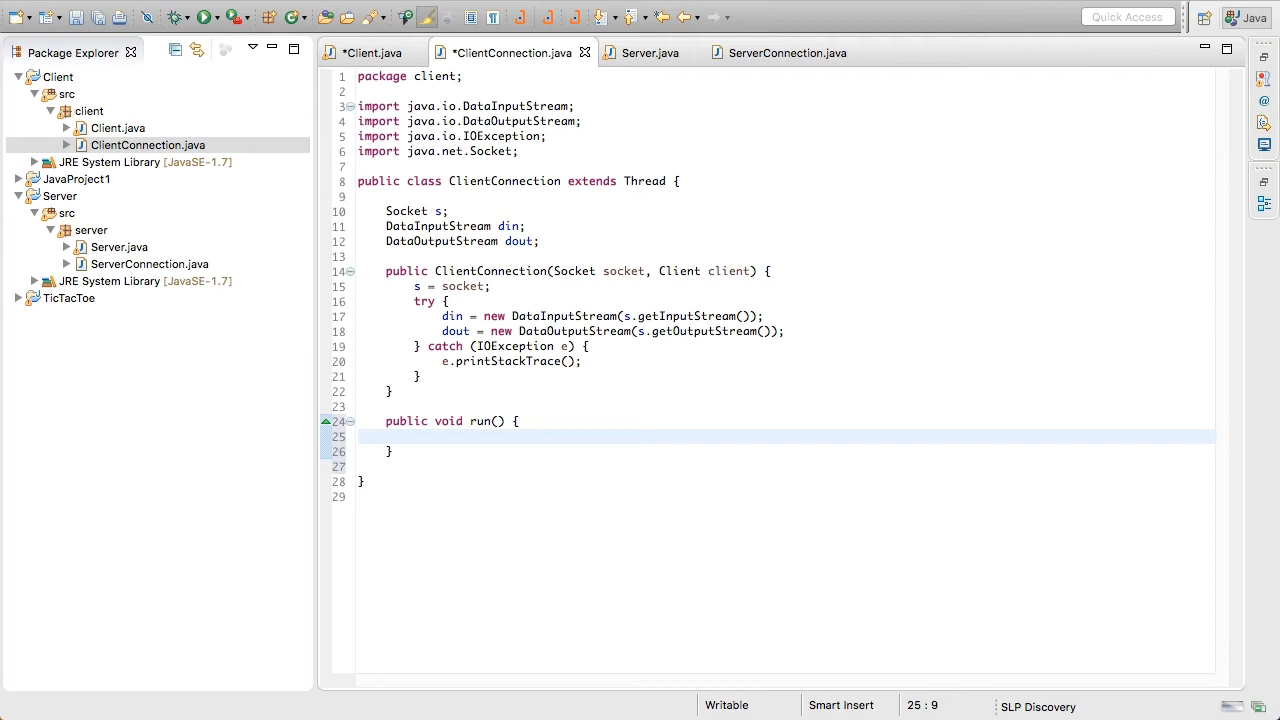 Quick Access
Java
Package Explorer
*Client.java
*ClientConnection.java
Server.java
ServerConnection.java
Client
src
client
Client.java
ClientConnection.java
JRE System Library [JavaSE-1.7]
JavaProject1
Server
src
server
Server.java
ServerConnection.java
JRE System Library [JavaSE-1.7]
TicTacToe
1 package client;
2
3 import java.io.DataInputStream;
4 import java.io.DataOutputStream;
5 import java.io.IOException;
6 import java.net.Socket;
7
8 public class ClientConnection extends Thread {
9
10 Socket s;
11 DataInputStream din;
12 DataOutputStream dout;
13
14 public ClientConnection(Socket socket, Client client) {
15 s = socket;
16 try {
17 din = new DataInputStream(s.getInputStream());
18 dout = new DataOutputStream(s.getOutputStream());
19 } catch (IOException e) {
20 e.printStackTrace();
21 }
22 }
23
24 public void run() {
25
26 }
27
28 }
29
Writable
Smart Insert
25 : 9
SLP Discovery